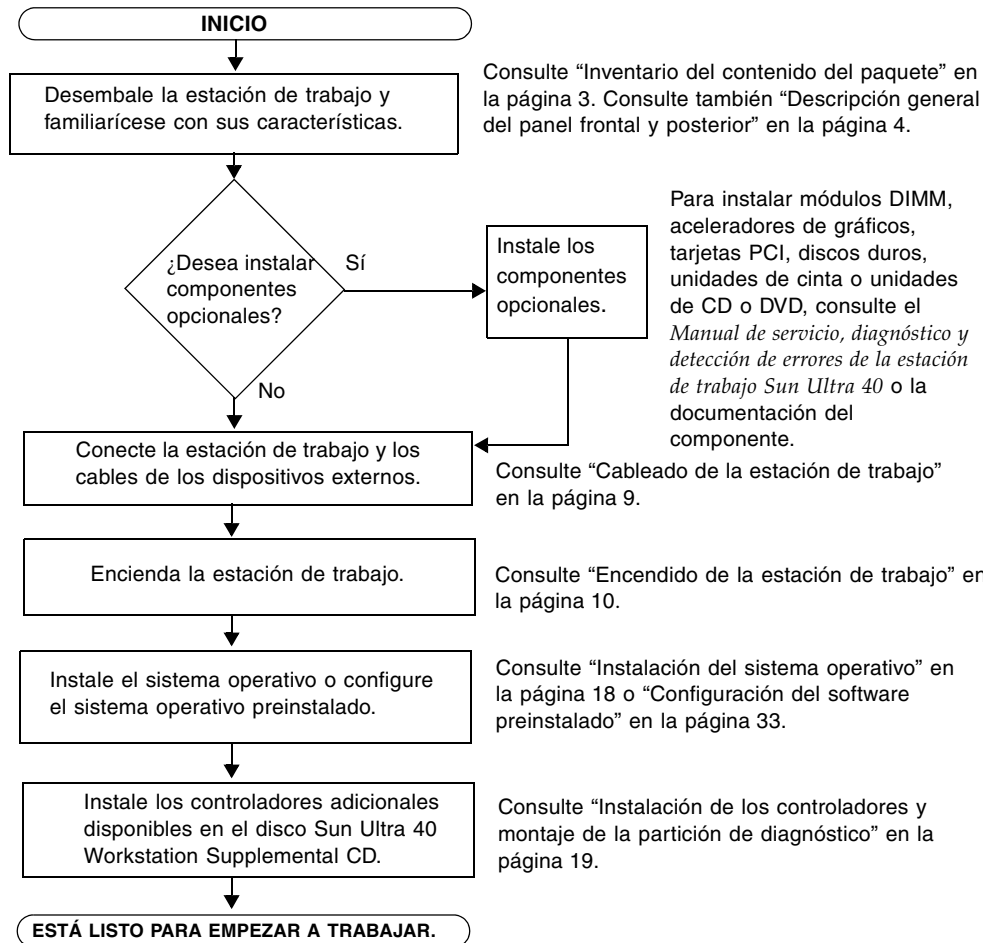 INICIO
Desembale la estación de trabajo y
familiarícese con sus características.
Consulte “Inventario del contenido del paquete” en
la página 3. Consulte también “Descripción general
del panel frontal y posterior” en la página 4.
¿Desea instalar
componentes
opcionales?
Sí
No
Instale los
componentes
opcionales.
Para instalar módulos DIMM,
aceleradores de gráficos,
tarjetas PCI, discos duros,
unidades de cinta o unidades
de CD o DVD, consulte el
Manual de servicio, diagnóstico y
detección de errores de la estación
de trabajo Sun Ultra 40 o la
documentación del
componente.
Conecte la estación de trabajo y los
cables de los dispositivos externos.
Consulte “Cableado de la estación de trabajo”
en la página 9.
Encienda la estación de trabajo.
Consulte “Encendido de la estación de trabajo” en
la página 10.
Instale el sistema operativo o configure
el sistema operativo preinstalado.
Consulte “Instalación del sistema operativo” en
la página 18 o “Configuración del software
preinstalado” en la página 33.
Instale los controladores adicionales
disponibles en el disco Sun Ultra 40
Workstation Supplemental CD.
Consulte “Instalación de los controladores y
montaje de la partición de diagnóstico” en la
página 19.
ESTÁ LISTO PARA EMPEZAR A TRABAJAR.